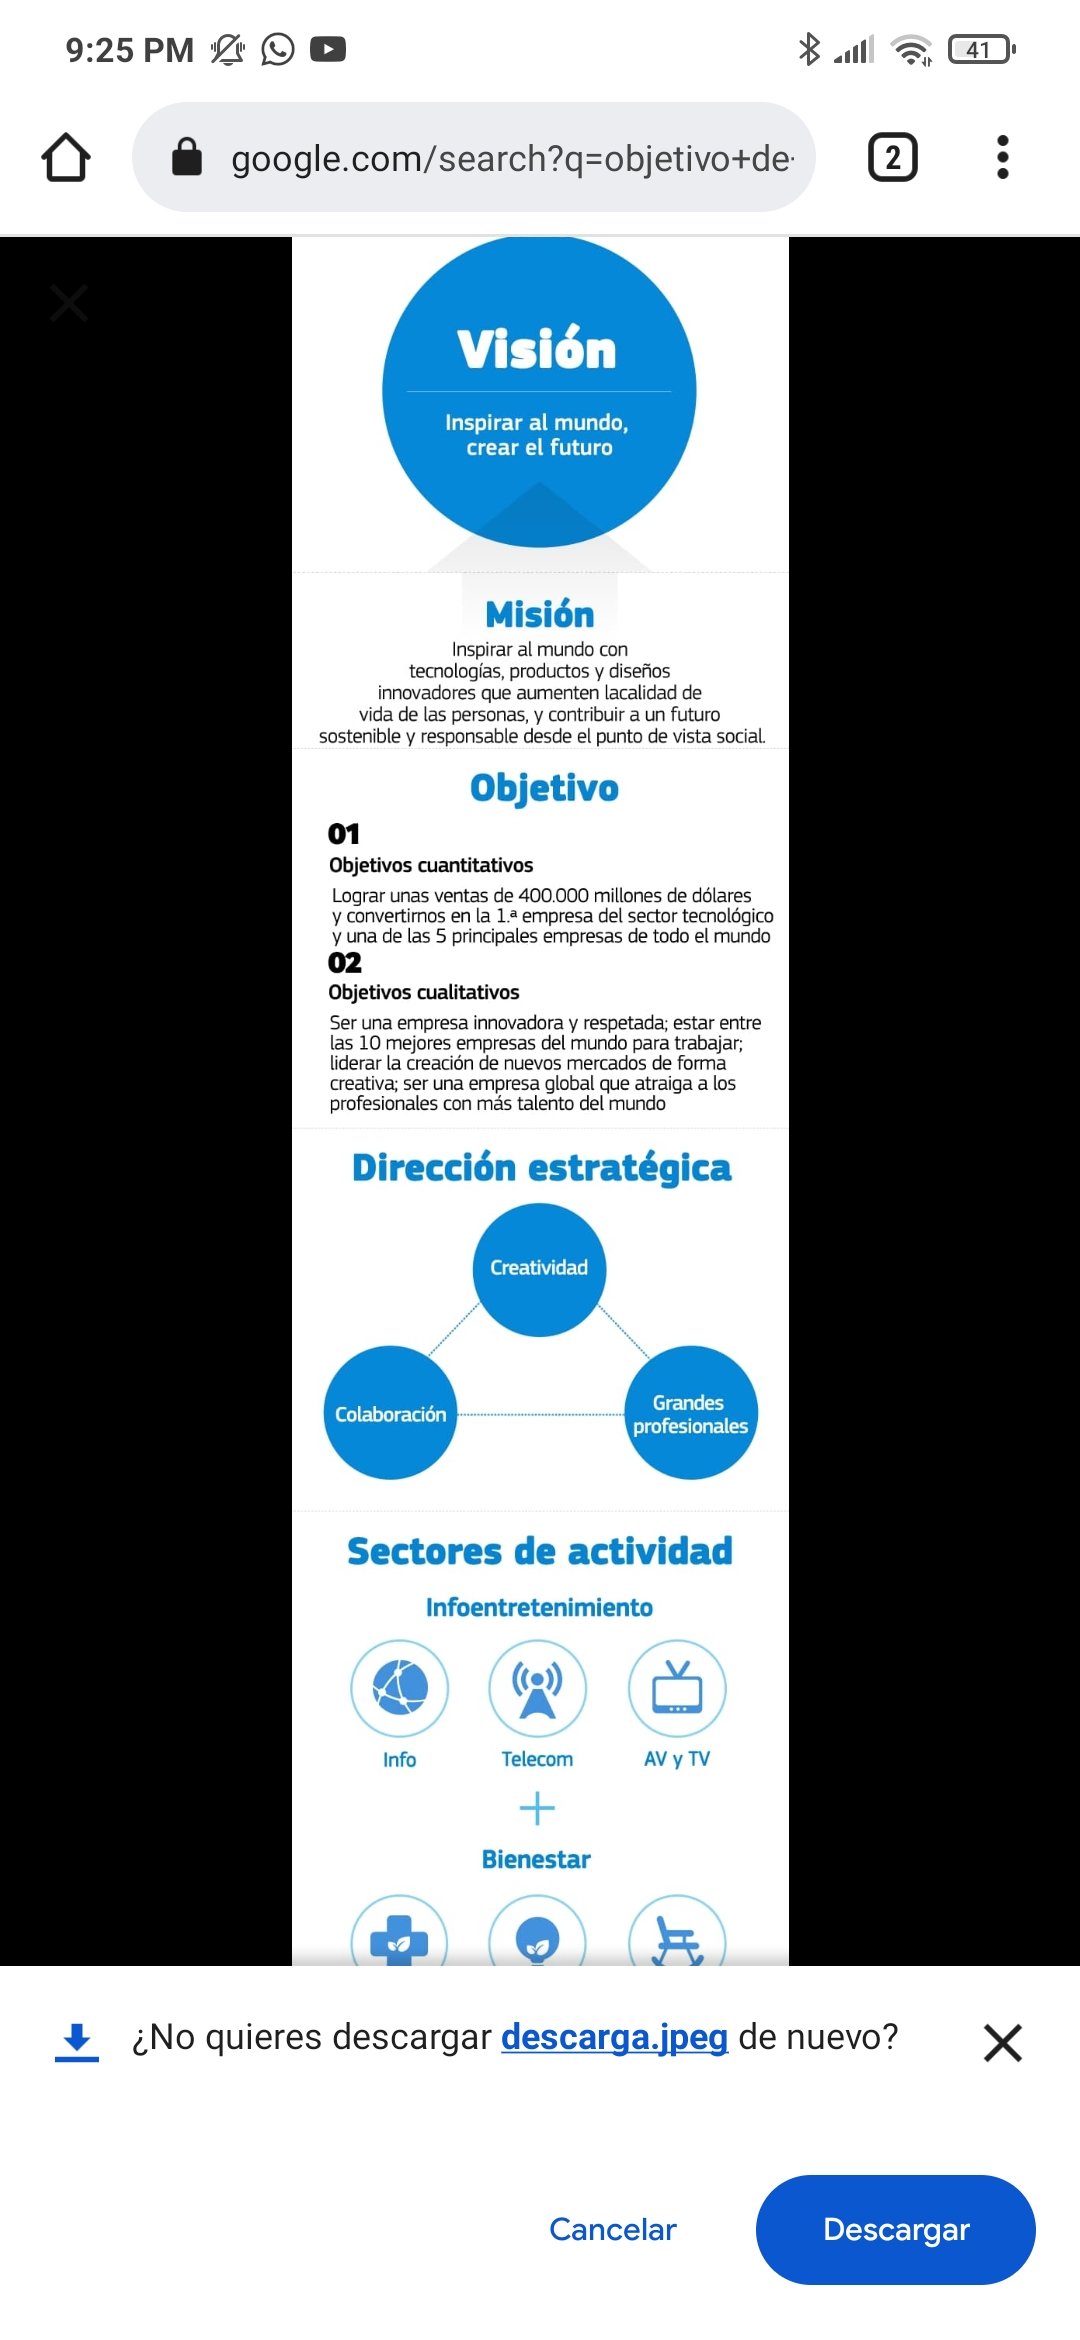 9:25 PM
41
google.com/search?q=objetivo+de
2
Visión
Inspirar al mundo,
crear el futuro
Misión
Inspirar al mundo con
tecnologías, productos y diseños
innovadores que aumenten lacalidad de
vida de las personas, y contribuir a un futuro
sostenible y responsable desde el punto de vista social.
Objetivo
01
Objetivos cuantitativos
Lograr unas ventas de 400.000 millones de dólares
y convertirnos en la 1.ª empresa del sector tecnológico
y una de las 5 principales empresas de todo el mundo
02
Objetivos cualitativos
Ser una empresa innovadora y respetada; estar entre
las 10 mejores empresas del mundo para trabajar;
liderar la creación de nuevos mercados de forma
creativa; ser una empresa global que atraiga a los
profesionales con más talento del mundo
Dirección estratégica
Creatividad
Colaboración
Grandes
profesionales
Sectores de actividad
Infoentretenimiento
Info
Telecom
AV y TV
+
Bienestar
¿No quieres descargar descarga.jpeg de nuevo?
Cancelar
Descargar